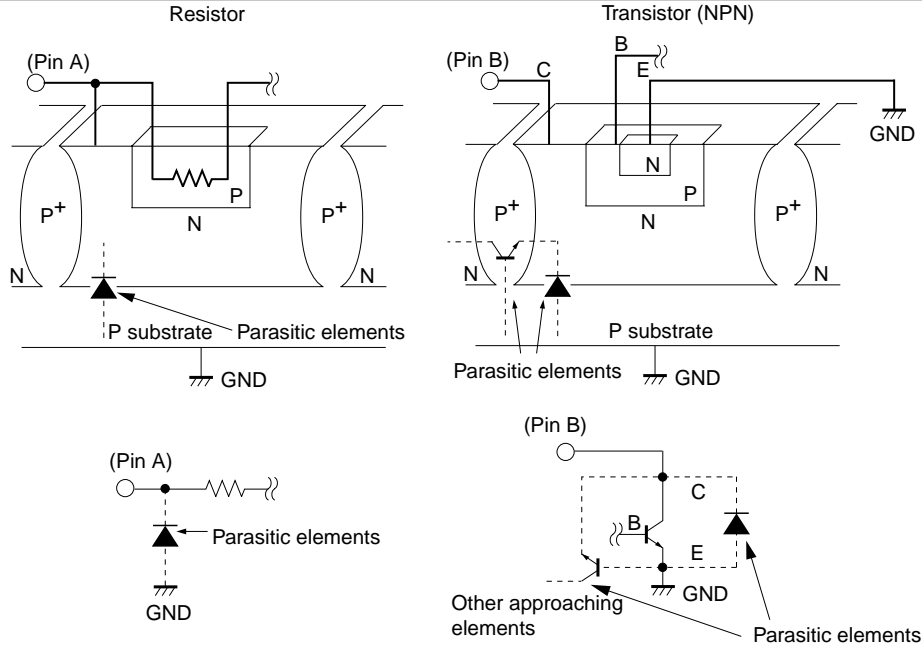 Resistor
Transistor (NPN)
(Pin A)
(Pin B)
C
B
E
GND
P+
P
N
P+
N
N
P substrate
Parasitic elements
GND
P+
N
P
N
P+
N
N
P substrate
Parasitic elements
GND
(Pin A)
Parasitic elements
GND
(Pin B)
C
B
E
GND
Other approaching
elements
Parasitic elements